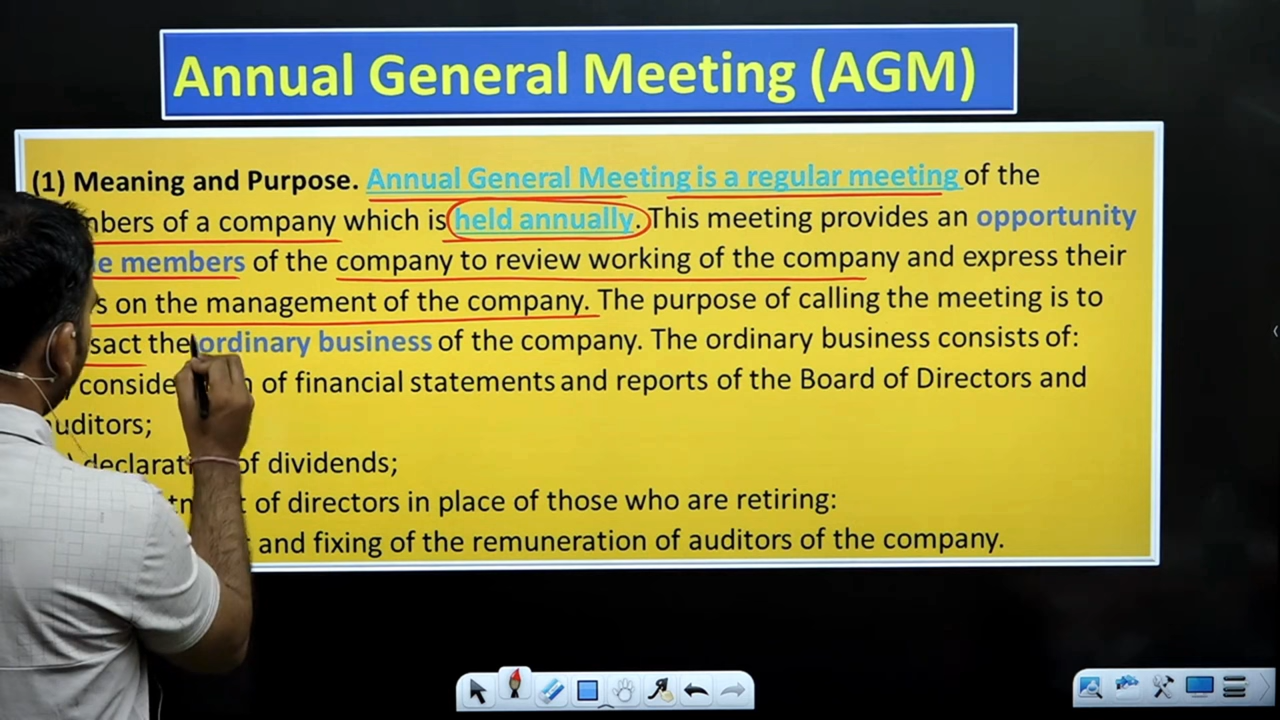 Annual General Meeting (AGM)
(1) Meaning and Purpose. Annual General Meeting is a regular meeting of the
mbers of a company which is held annually. This meeting provides an opportunity
e members of the company to review working of the company and express their
s on the management of the company. The purpose of calling the meeting is to
sact the ordinary business of the company. The ordinary business consists of:
of financial statements and reports of the Board of Directors and
uditors;
of dividends;
of directors in place of those who are retiring:
and fixing of the remuneration of auditors of the company.